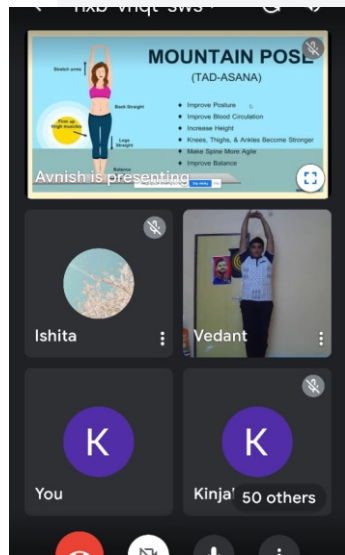 MOUNTAIN POSE
(TAD-ASANA)
Stretch arms
Back Straight
Firm up
thigh muscles
Legs
Straight
Balance
Improve Posture
Improve Blood Circulation
Increase Height
Knees, Thighs, & Ankles Become Stronger
Make Spine More Agile
Improve Balance
Avnish is presenting
Ishita
Vedant
K
You
K
Kinjal
50 others